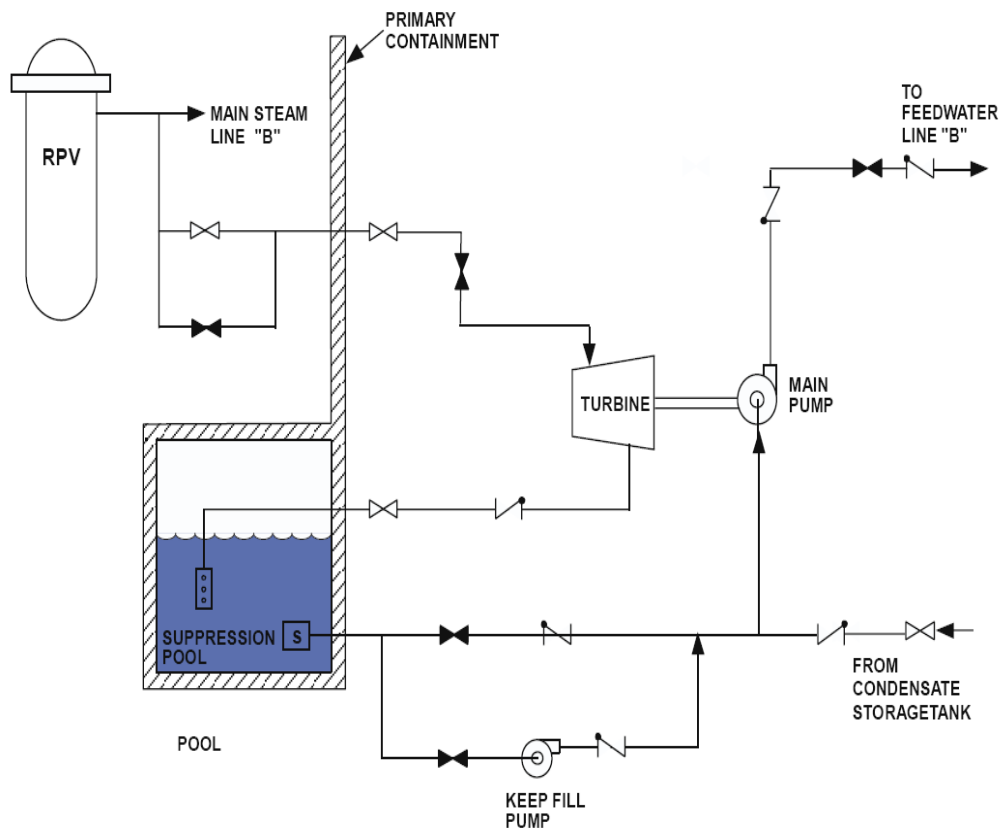 PRIMARY
CONTAINMENT
MAIN STEAM
LINE "B"
RPV
TO
FEEDWATER
LINE "B"
TURBINE
MAIN
PUMP
SUPPRESSION
POOL
S
FROM
CONDENSATE
STORAGETANK
POOL
KEEP FILL
PUMP